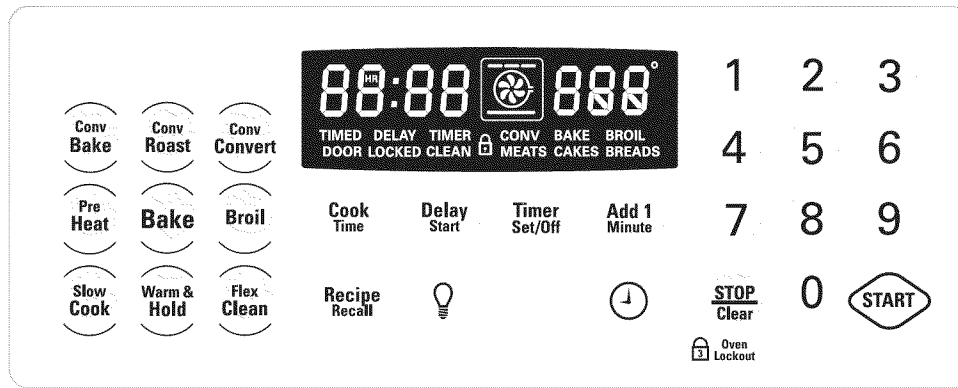 Conv
Bake
Conv
Roast
Conv
Convert
Pre
Heat
Bake
Broil
Slow
Cook
Warm &
Hold
Flex
Clean
88:88 888°
HR
TIMED DELAY TIMER CONV BAKE BROIL
DOOR LOCKED CLEAN MEATS CAKES BREADS
Cook
Time
Delay
Start
Timer
Set/Off
Add 1
Minute
Recipe
Recall
1 2 3
4 5 6
7 8 9
STOP
Clear
0
START
3 Oven
Lockout